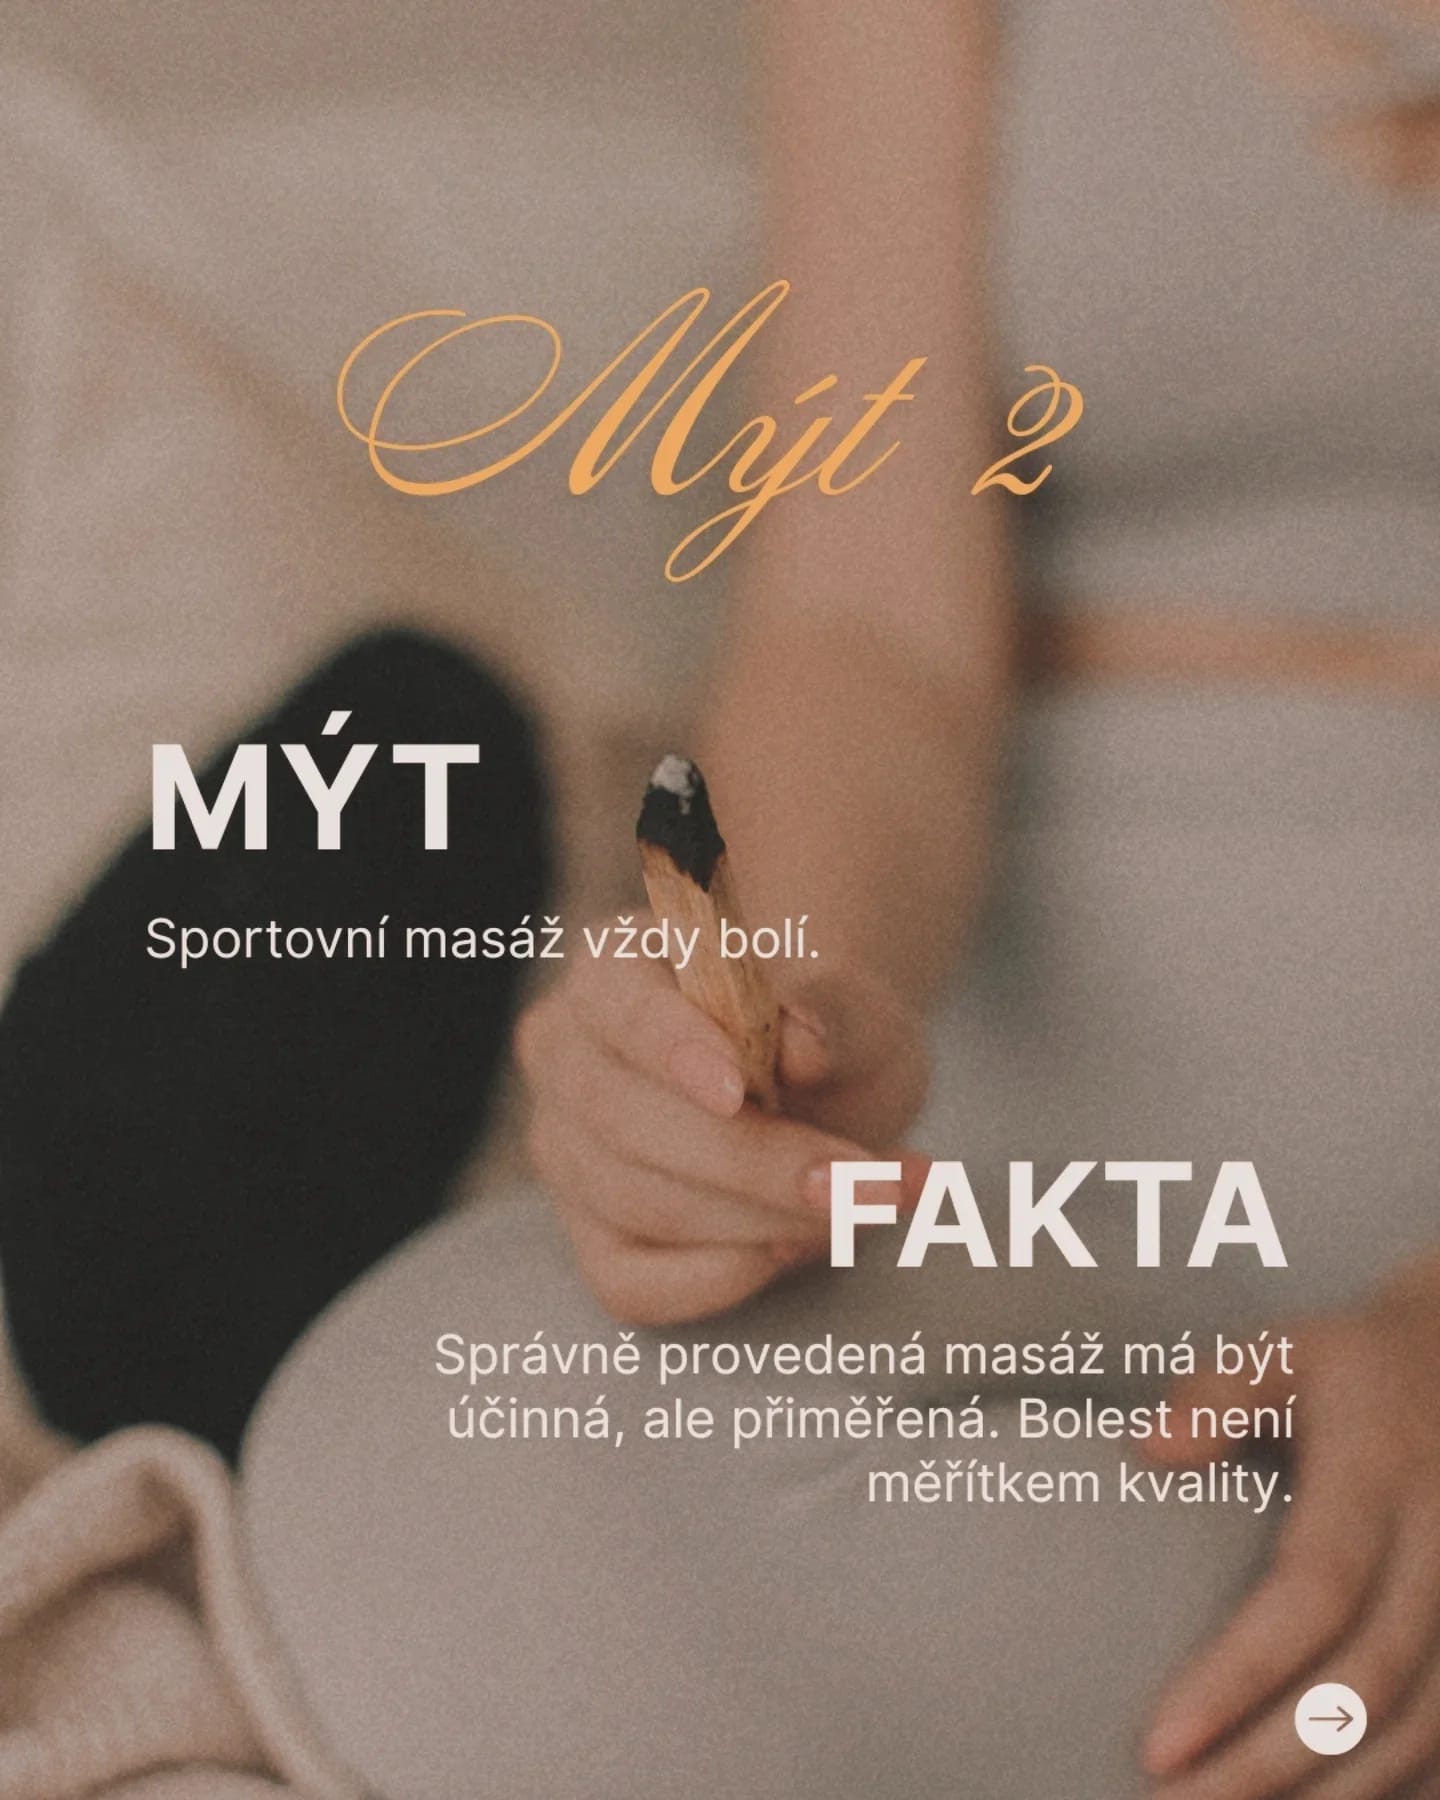 Mýt 2
MÝT
Sportovní masáž vždy bolí.
FAKTA
Správně provedená masáž má být
účinná, ale přiměřená. Bolest není
měřítkem kvality.